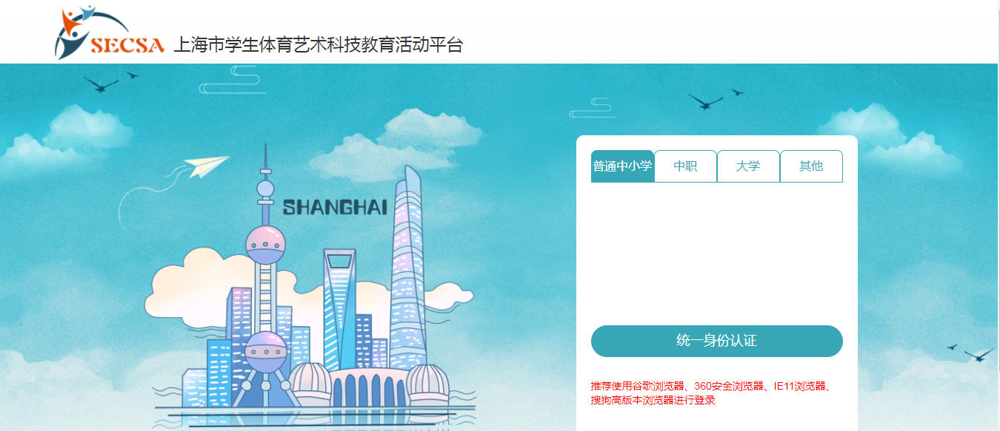 SECSA 上海市学生体育艺术科技教育活动平台
SHANGHAI
普通中小学 中职 大学 其他
统一身份认证
推荐使用谷歌浏览器、360安全浏览器、IE11浏览器、
搜狗高版本浏览器进行登录